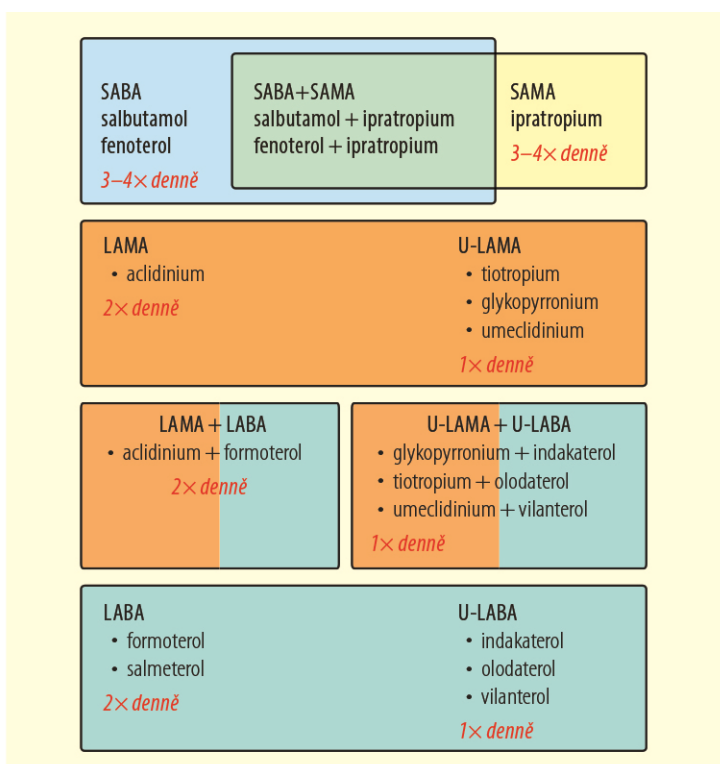 SABA
salbutamol
fenoterol
3–4× denně
SABA+SAMA
salbutamol + ipratropium
fenoterol + ipratropium
SAMA
ipratropium
3–4× denně
LAMA
• aclidinium
2× denně
U-LAMA
• tiotropium
• glykopyrronium
• umeclidinium
1× denně
LAMA + LABA
• aclidinium + formoterol
2× denně
U-LAMA + U-LABA
• glykopyrronium + indakaterol
• tiotropium + olodaterol
• umeclidinium + vilanterol
1× denně
LABA
• formoterol
• salmeterol
2× denně
U-LABA
• indakaterol
• olodaterol
• vilanterol
1× denně